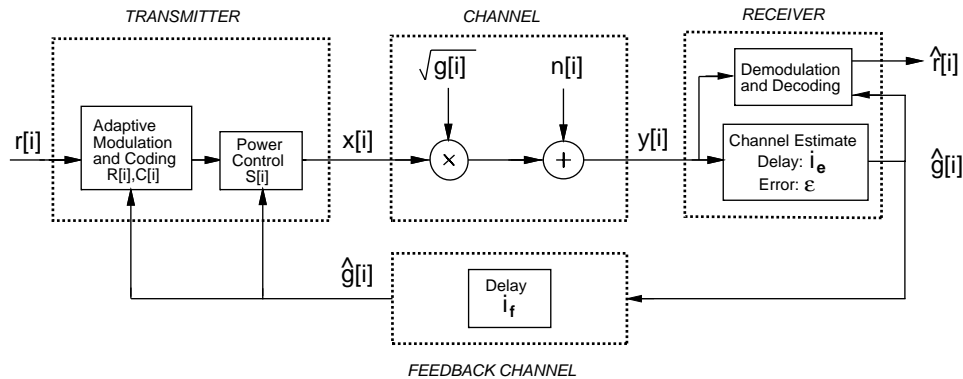 TRANSMITTER
CHANNEL
RECEIVER
√g[i]
n[i]
Demodulation
and Decoding
r̂[i]
r[i]
Adaptive
Modulation
and Coding
R[i],C[i]
Power
Control
S[i]
x[i]
×
+
y[i]
Channel Estimate
Delay: i_e
Error: ε
ĝ[i]
ĝ[i]
Delay
i_f
FEEDBACK CHANNEL